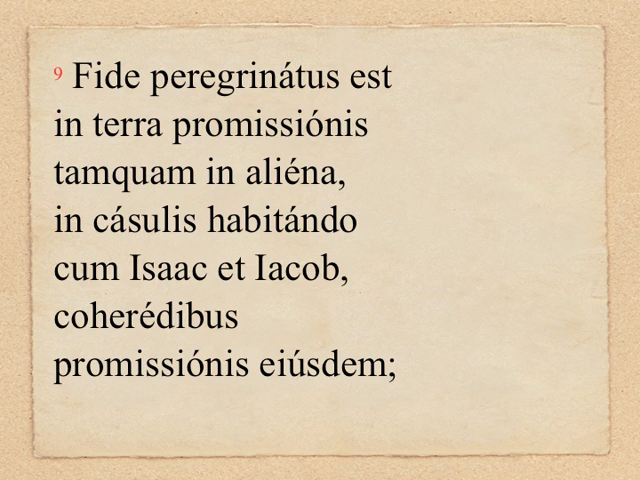 9 Fide peregrinátus est
in terra promissiónis
tamquam in aliéna,
in cásulis habitándo
cum Isaac et Iacob,
coherédibus
promissiónis eiúsdem;